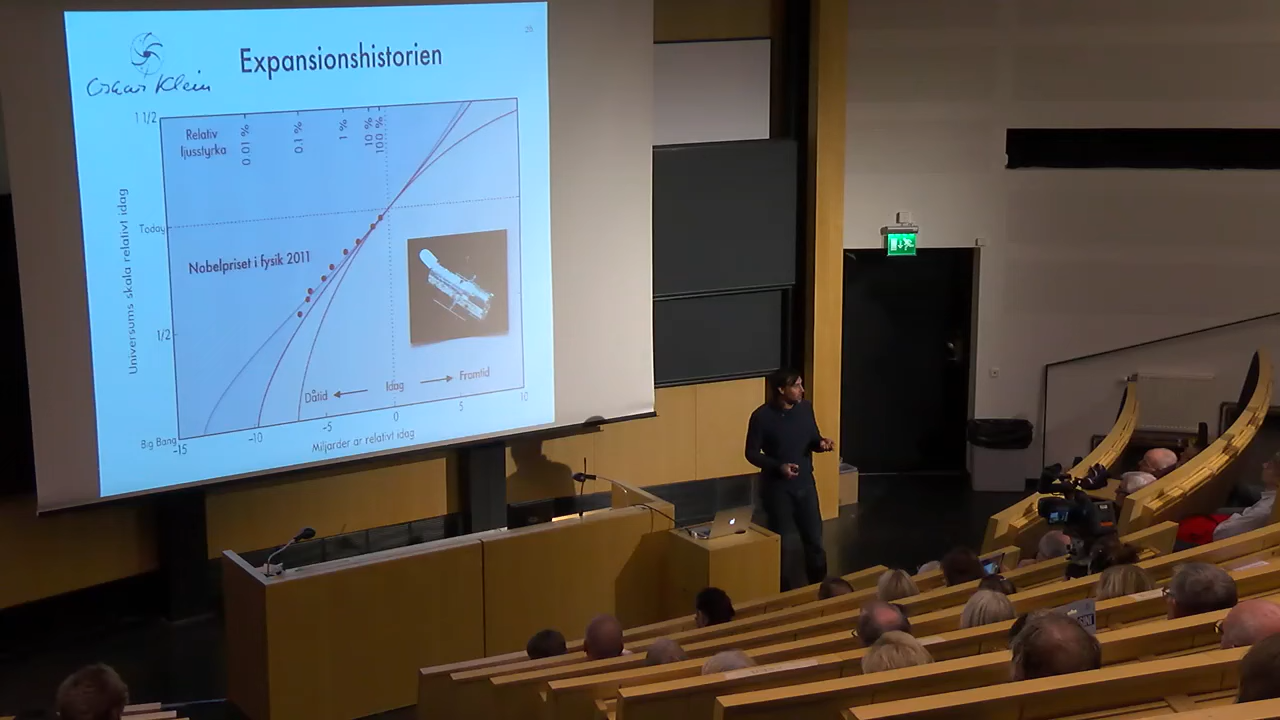 25
Expansionshistorien
Oskar Klein
1 1/2
Relativ
ljusstyrka
0.01 %
0.1 %
1 %
10 %
100 %
Universums skala relativt idag
Today
Nobelpriset i fysik 2011
1/2
Dåtid
Idag
Framtid
Big Bang
-15
-10
-5
0
5
10
Miljarder år relativt idag